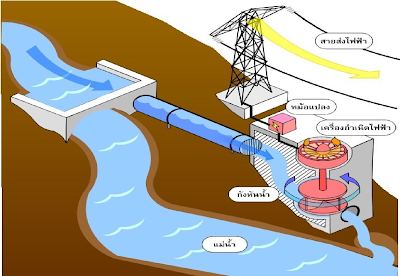 สายส่งไฟฟ้า
หม้อแปลง
เครื่องกำเนิดไฟฟ้า
กังหันน้ำ
แม่น้ำ